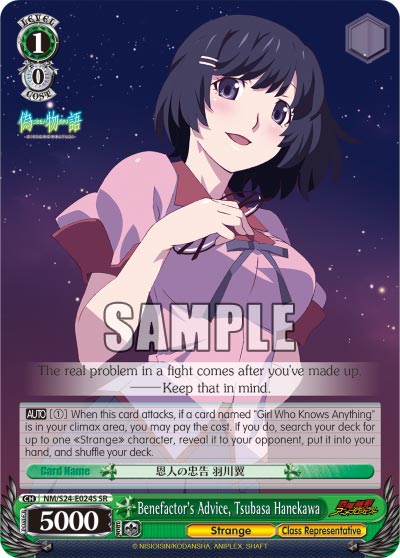 LEVEL
1
0
COST
偽物語
SAMPLE
The real problem in a fight comes after you've made up.
——Keep that in mind.
AUTO [(1)] When this card attacks, if a card named "Girl Who Knows Anything"
is in your climax area, you may pay the cost. If you do, search your deck for
up to one «Strange» character, reveal it to your opponent, put it into your
hand, and shuffle your deck.
Card Name 恩人の忠告 羽川翼
CH NM/S24-E024S SR
Benefactor's Advice, Tsubasa Hanekawa
POWER 5000
Strange Class Representative
© NISIOISIN/KODANSHA, ANIPLEX, SHAFT